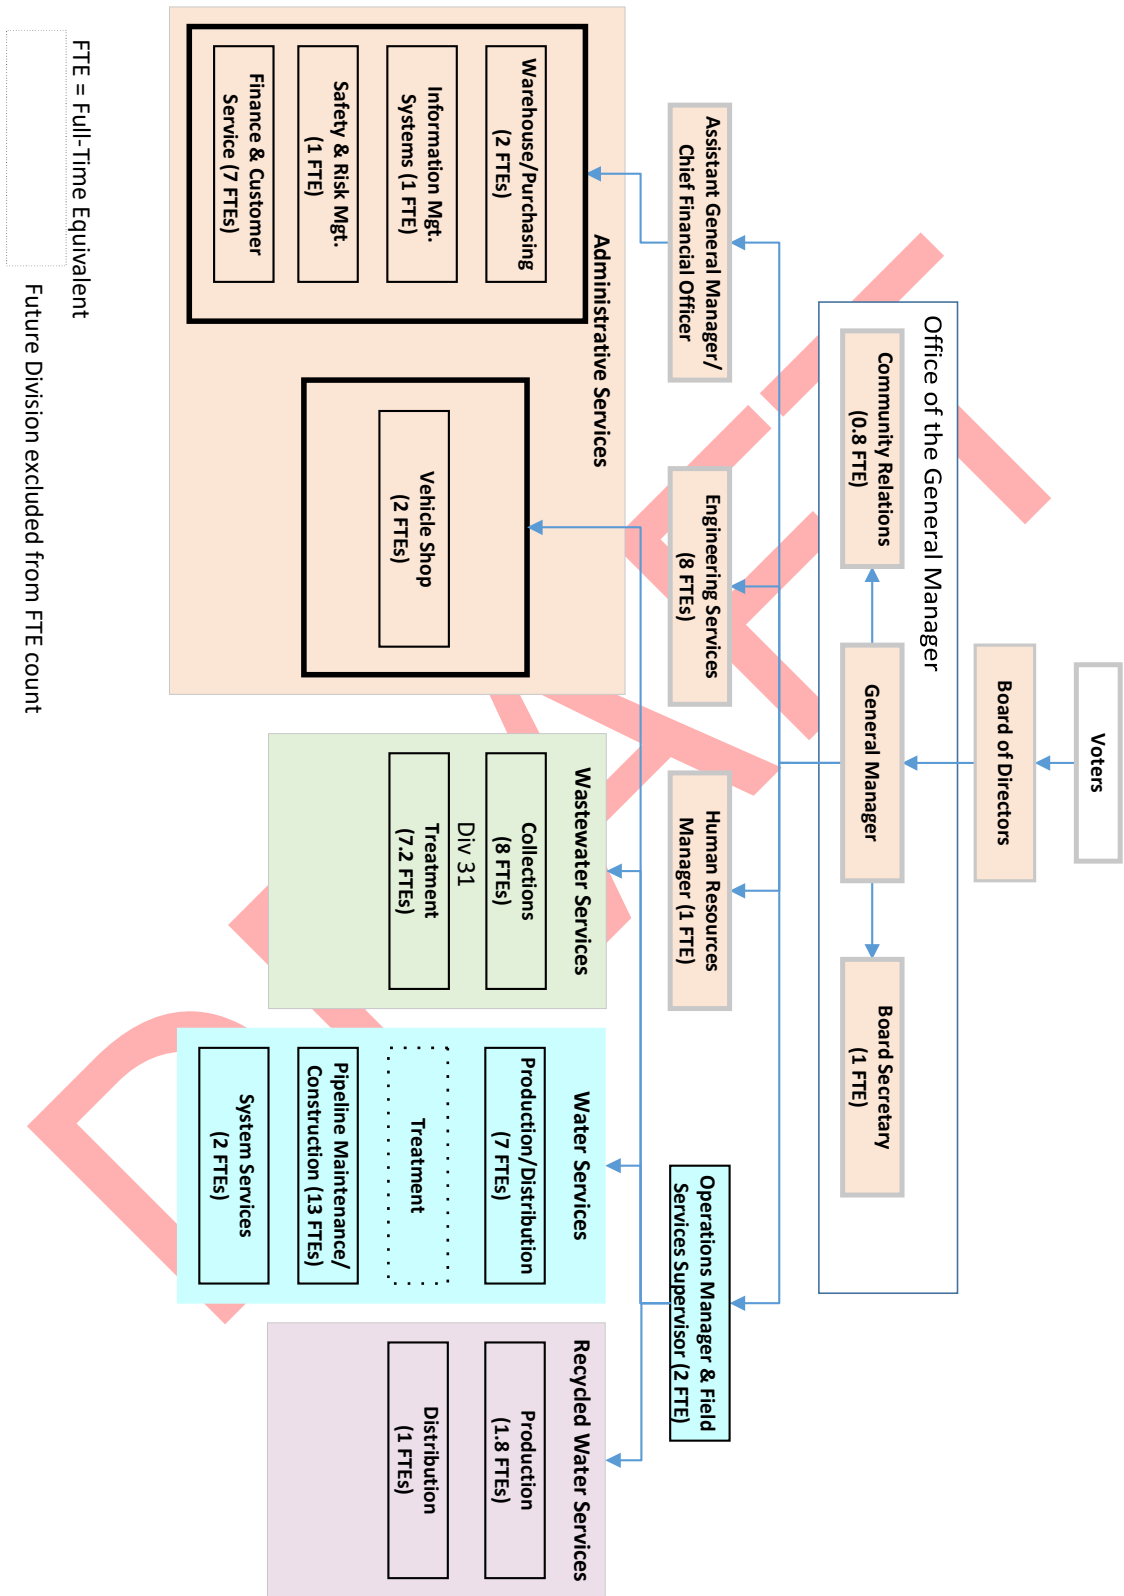 Voters
Board of Directors
Office of the General Manager
Community Relations
(0.8 FTE)
General Manager
Board Secretary
(1 FTE)
Assistant General Manager/
Chief Financial Officer
Engineering Services
(8 FTEs)
Human Resources
Manager (1 FTE)
Operations Manager & Field
Services Supervisor (2 FTE)
Administrative Services
Warehouse/Purchasing
(2 FTEs)
Information Mgt.
Systems (1 FTE)
Safety & Risk Mgt.
(1 FTE)
Finance & Customer
Service (7 FTEs)
Vehicle Shop
(2 FTEs)
Wastewater Services
Collections
(8 FTEs)
Div 31
Treatment
(7.2 FTEs)
Water Services
Production/Distribution
(7 FTEs)
Treatment
Pipeline Maintenance/
Construction (13 FTEs)
System Services
(2 FTEs)
Recycled Water Services
Production
(1.8 FTEs)
Distribution
(1 FTEs)
FTE = Full-Time Equivalent
Future Division excluded from FTE count
DRAFT